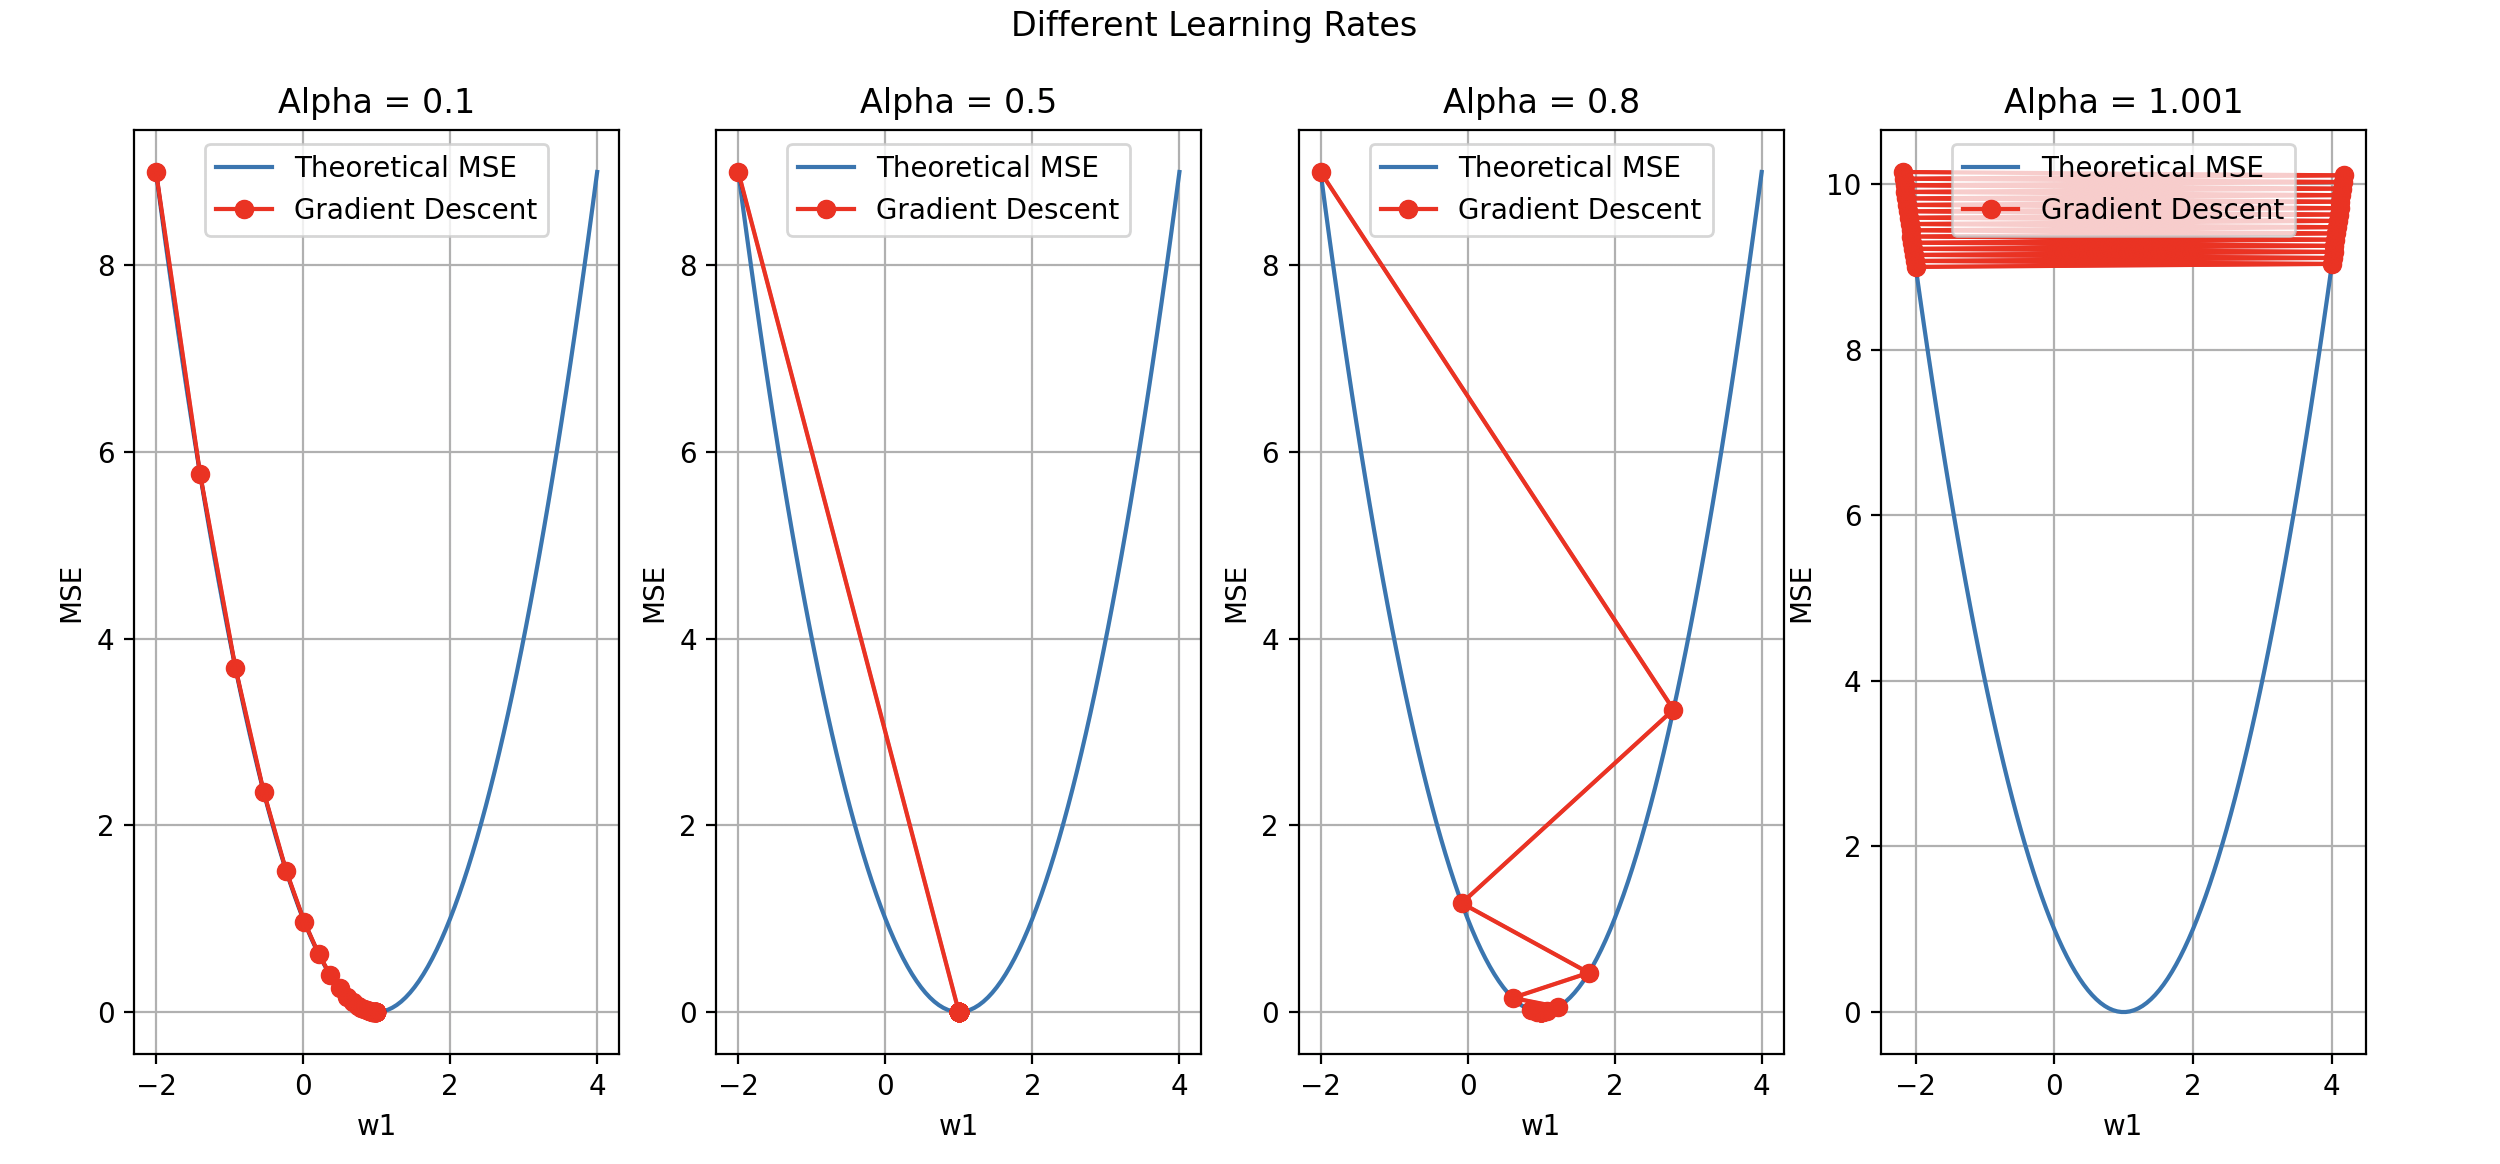 Different Learning Rates
Alpha = 0.1
Theoretical MSE
Gradient Descent
8
6
4
2
0
MSE
−2 0 2 4
w1
Alpha = 0.5
Theoretical MSE
Gradient Descent
8
6
4
2
0
MSE
−2 0 2 4
w1
Alpha = 0.8
Theoretical MSE
Gradient Descent
8
6
4
2
0
MSE
−2 0 2 4
w1
Alpha = 1.001
Theoretical MSE
Gradient Descent
10
8
6
4
2
0
MSE
−2 0 2 4
w1